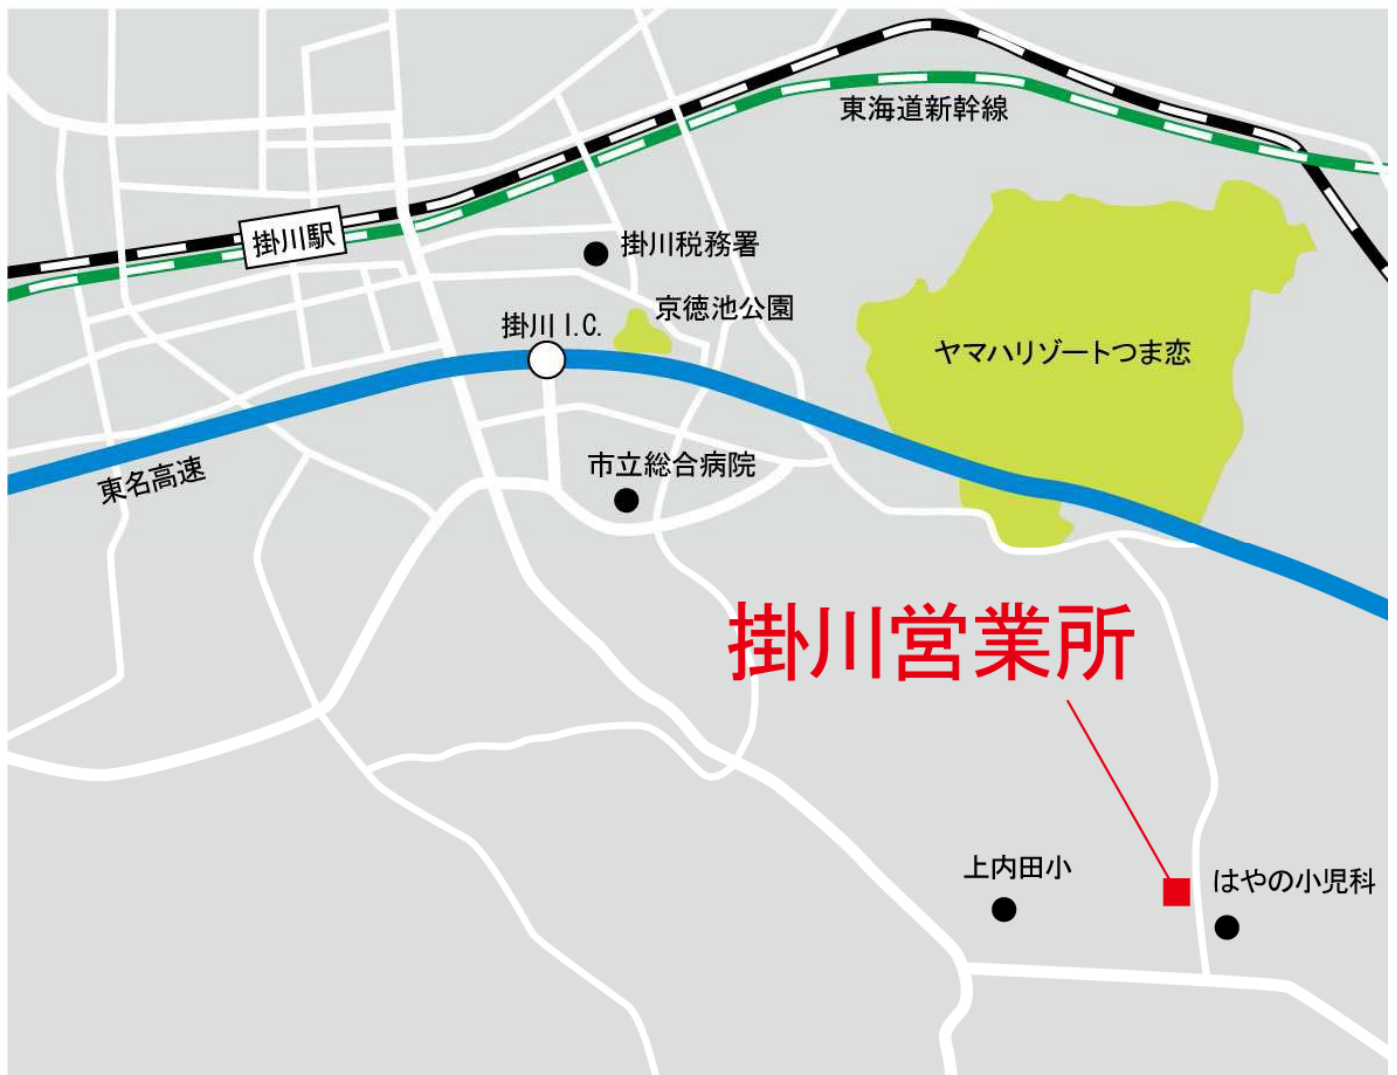 東海道新幹線
掛川駅
掛川税務署
京徳池公園
掛川 I.C.
ヤマハリゾートつま恋
市立総合病院
東名高速
掛川営業所
上内田小
はやの小児科